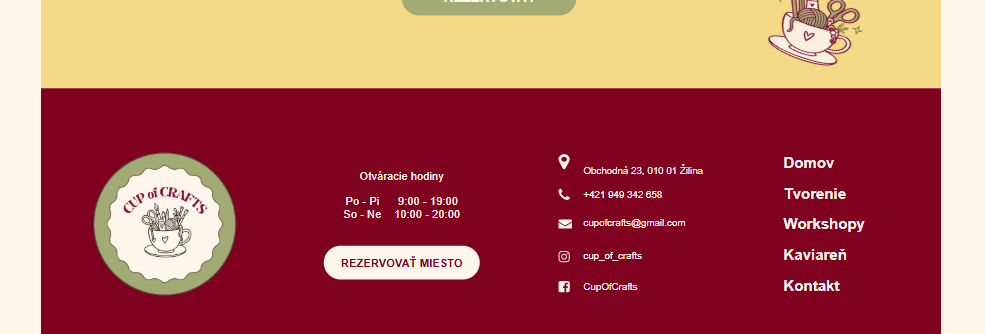 REZERVOVAŤ
CUP of CRAFTS
Otváracie hodiny
Po - Pi 9:00 - 19:00
So - Ne 10:00 - 20:00
REZERVOVAŤ MIESTO
Obchodná 23, 010 01 Žilina
+421 949 342 658
cupofcrafts@gmail.com
cup_of_crafts
CupOfCrafts
Domov
Tvorenie
Workshopy
Kaviareň
Kontakt